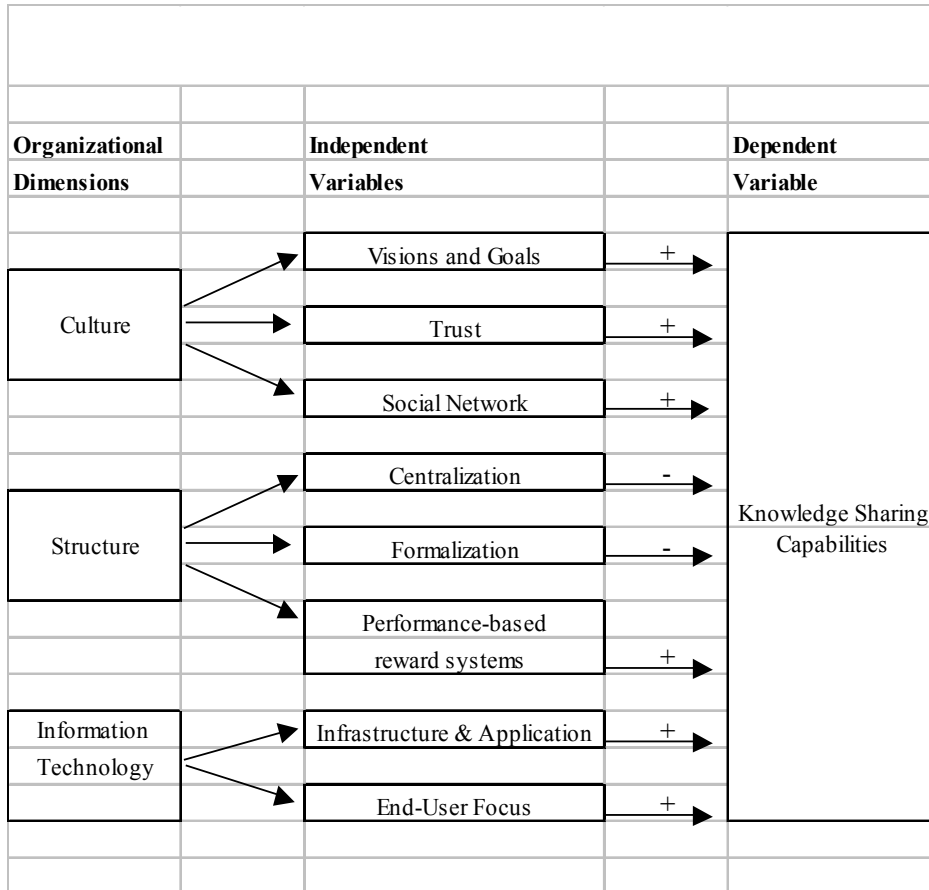 Organizational
Dimensions
Independent
Variables
Dependent
Variable
Culture
Visions and Goals
+
Trust
+
Social Network
+
Structure
Centralization
-
Formalization
-
Performance-based
reward systems
+
Information
Technology
Infrastructure & Application
+
End-User Focus
+
Knowledge Sharing
Capabilities